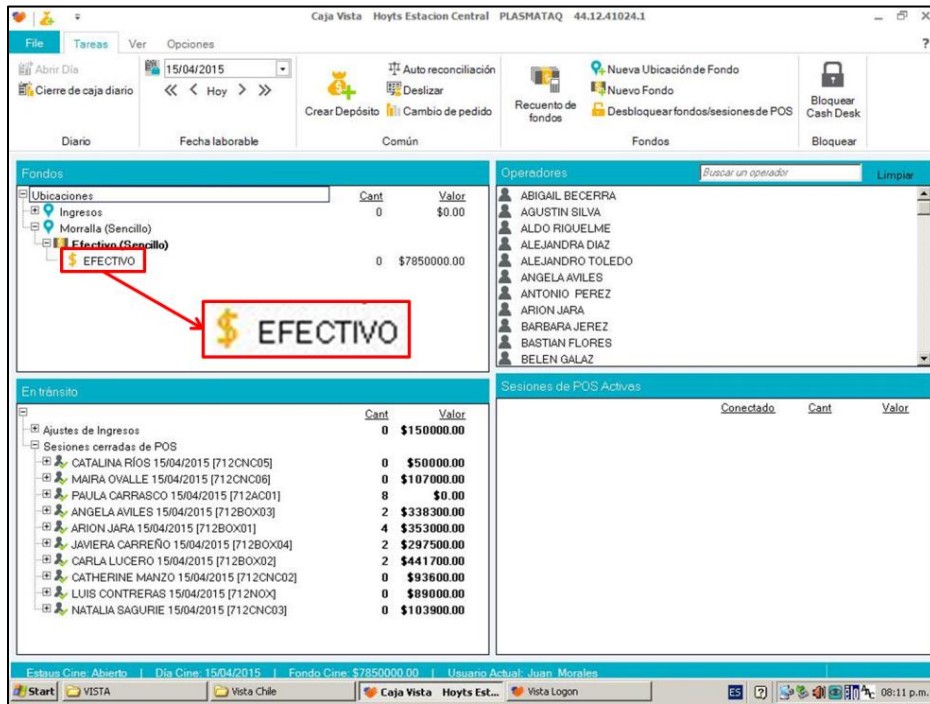 Caja Vista Hoyts Estacion Central PLASMATAQ 44.12.41024.1
File Tareas Ver Opciones ?
Abrir Día
Cierre de caja diario
Diario
15/04/2015
Hoy
Fecha laborable
Crear Depósito
Auto reconciliación
Deslizar
Cambio de pedido
Común
Recuento de fondos
Nueva Ubicación de Fondo
Nuevo Fondo
Desbloquear fondos/sesiones de POS
Fondos
Bloquear Cash Desk
Bloquear
Fondos
Ubicaciones Cant Valor
Ingresos 0 $0.00
Morralla (Sencillo)
Efectivo (Sencillo)
$ EFECTIVO 0 $7850000.00
$ EFECTIVO
Operadores Buscar un operador Limpiar
ABIGAIL BECERRA
AGUSTIN SILVA
ALDO RIQUELME
ALEJANDRA DIAZ
ALEJANDRO TOLEDO
ANGELA AVILES
ANTONIO PEREZ
ARION JARA
BARBARA JEREZ
BASTIAN FLORES
BELEN GALAZ
En tránsito
Cant Valor
Ajustes de Ingresos 0 $150000.00
Sesiones cerradas de POS
CATALINA RÍOS 15/04/2015 [712CNC05] 0 $50000.00
MAIRA OVALLE 15/04/2015 [712CNC06] 0 $107000.00
PAULA CARRASCO 15/04/2015 [712AC01] 8 $0.00
ANGELA AVILES 15/04/2015 [712BOX03] 2 $338300.00
ARION JARA 15/04/2015 [712BOX01] 4 $353000.00
JAVIERA CARREÑO 15/04/2015 [712BOX04] 2 $297500.00
CARLA LUCERO 15/04/2015 [712BOX02] 2 $441700.00
CATHERINE MANZO 15/04/2015 [712CNC02] 0 $93600.00
LUIS CONTRERAS 15/04/2015 [712NOX] 0 $89000.00
NATALIA SAGURIE 15/04/2015 [712CNC03] 0 $103900.00
Sesiones de POS Activas
Conectado Cant Valor
Estaus Cine: Abierto | Día Cine: 15/04/2015 | Fondo Cine: $7850000.00 | Usuario Actual: Juan Morales
Start VISTA Vista Chile Caja Vista Hoyts Est... Vista Logon ES 08:11 p.m.